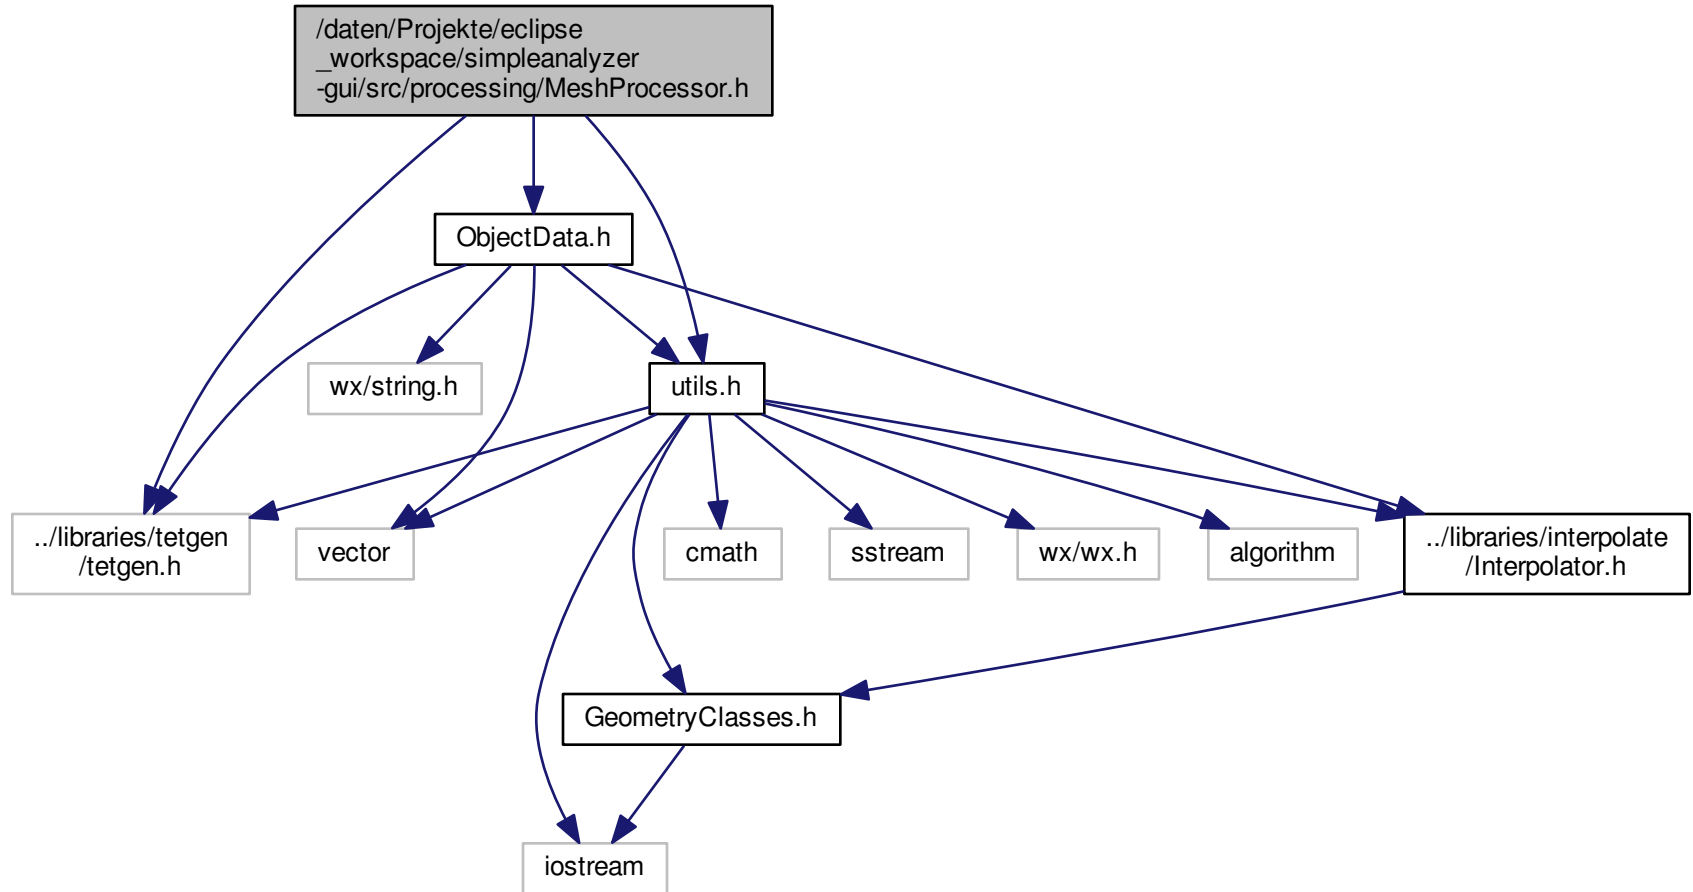 /daten/Projekte/eclipse
_workspace/simpleanalyzer
-gui/src/processing/MeshProcessor.h
ObjectData.h
wx/string.h
utils.h
../libraries/tetgen
/tetgen.h
vector
cmath
sstream
wx/wx.h
algorithm
../libraries/interpolate
/Interpolator.h
GeometryClasses.h
iostream